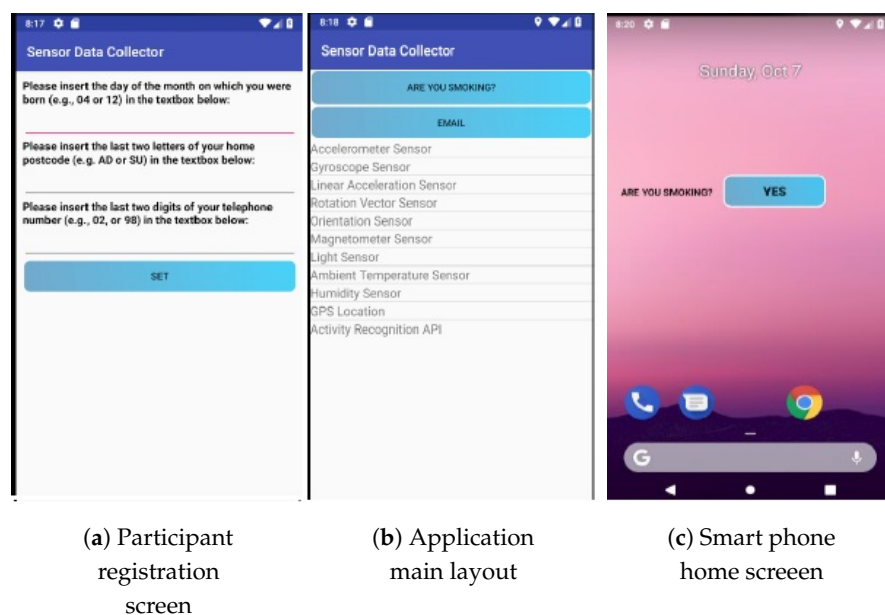 8:17
Sensor Data Collector
Please insert the day of the month on which you were
born (e.g., 04 or 12) in the textbox below:
Please insert the last two letters of your home
postcode (e.g. AD or SU) in the textbox below:
Please insert the last two digits of your telephone
number (e.g., 02, or 98) in the textbox below:
SET
8:18
Sensor Data Collector
ARE YOU SMOKING?
EMAIL
Accelerometer Sensor
Gyroscope Sensor
Linear Acceleration Sensor
Rotation Vector Sensor
Orientation Sensor
Magnetometer Sensor
Light Sensor
Ambient Temperature Sensor
Humidity Sensor
GPS Location
Activity Recognition API
8:20
Sunday, Oct 7
ARE YOU SMOKING? YES
G
(a) Participant
registration
screen
(b) Application
main layout
(c) Smart phone
home screeen